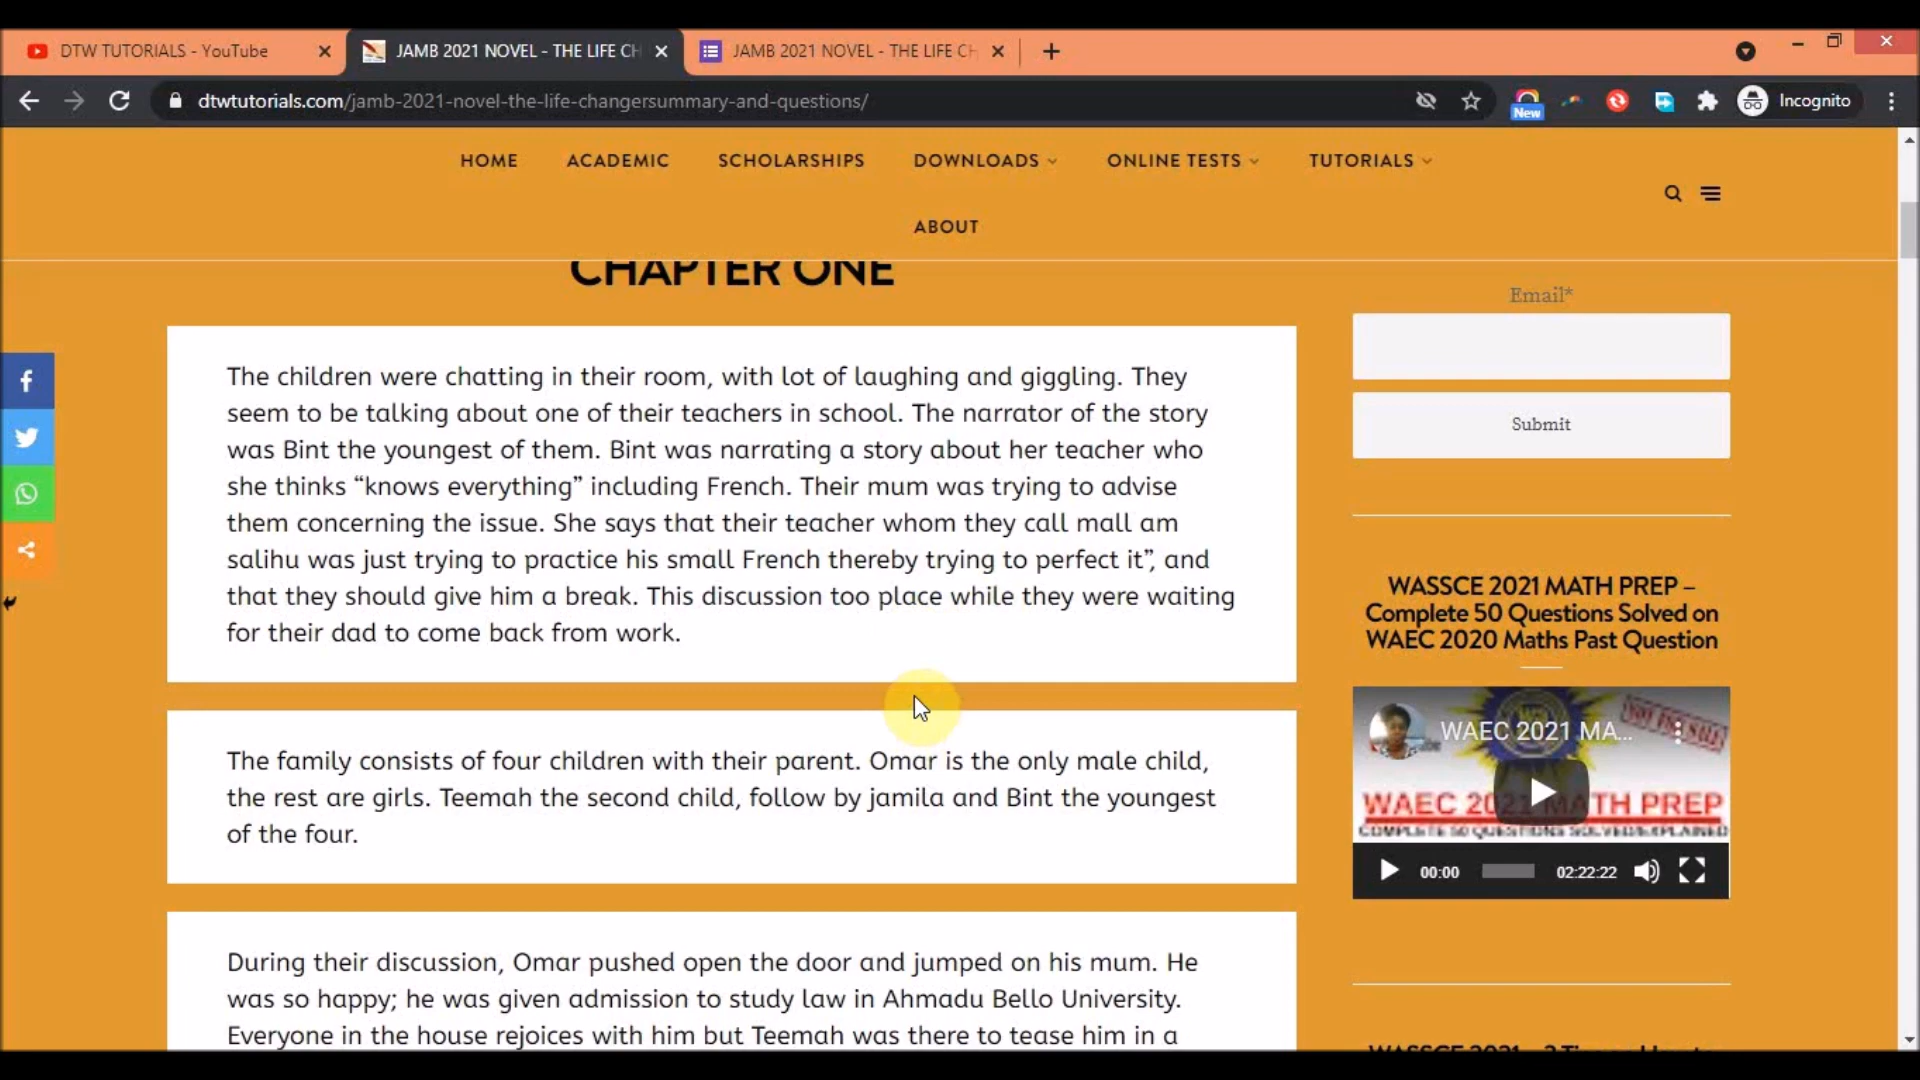 DTW TUTORIALS - YouTube
JAMB 2021 NOVEL - THE LIFE CH
JAMB 2021 NOVEL - THE LIFE CH
dtwtutorials.com/jamb-2021-novel-the-life-changersummary-and-questions/
New
Incognito
HOME
ACADEMIC
SCHOLARSHIPS
DOWNLOADS
ONLINE TESTS
TUTORIALS
ABOUT
CHAPTER ONE
The children were chatting in their room, with lot of laughing and giggling. They
seem to be talking about one of their teachers in school. The narrator of the story
was Bint the youngest of them. Bint was narrating a story about her teacher who
she thinks “knows everything” including French. Their mum was trying to advise
them concerning the issue. She says that their teacher whom they call mall am
salihu was just trying to practice his small French thereby trying to perfect it”, and
that they should give him a break. This discussion too place while they were waiting
for their dad to come back from work.
The family consists of four children with their parent. Omar is the only male child,
the rest are girls. Teemah the second child, follow by jamila and Bint the youngest
of the four.
During their discussion, Omar pushed open the door and jumped on his mum. He
was so happy; he was given admission to study law in Ahmadu Bello University.
Everyone in the house rejoices with him but Teemah was there to tease him in a
Email*
Submit
WASSCE 2021 MATH PREP –
Complete 50 Questions Solved on
WAEC 2020 Maths Past Question
WAEC 2021 MA...
WAEC 2021 MATH PREP
COMPLETE 50 QUESTIONS SOLVED/EXPLAINED
00:00
02:22:22